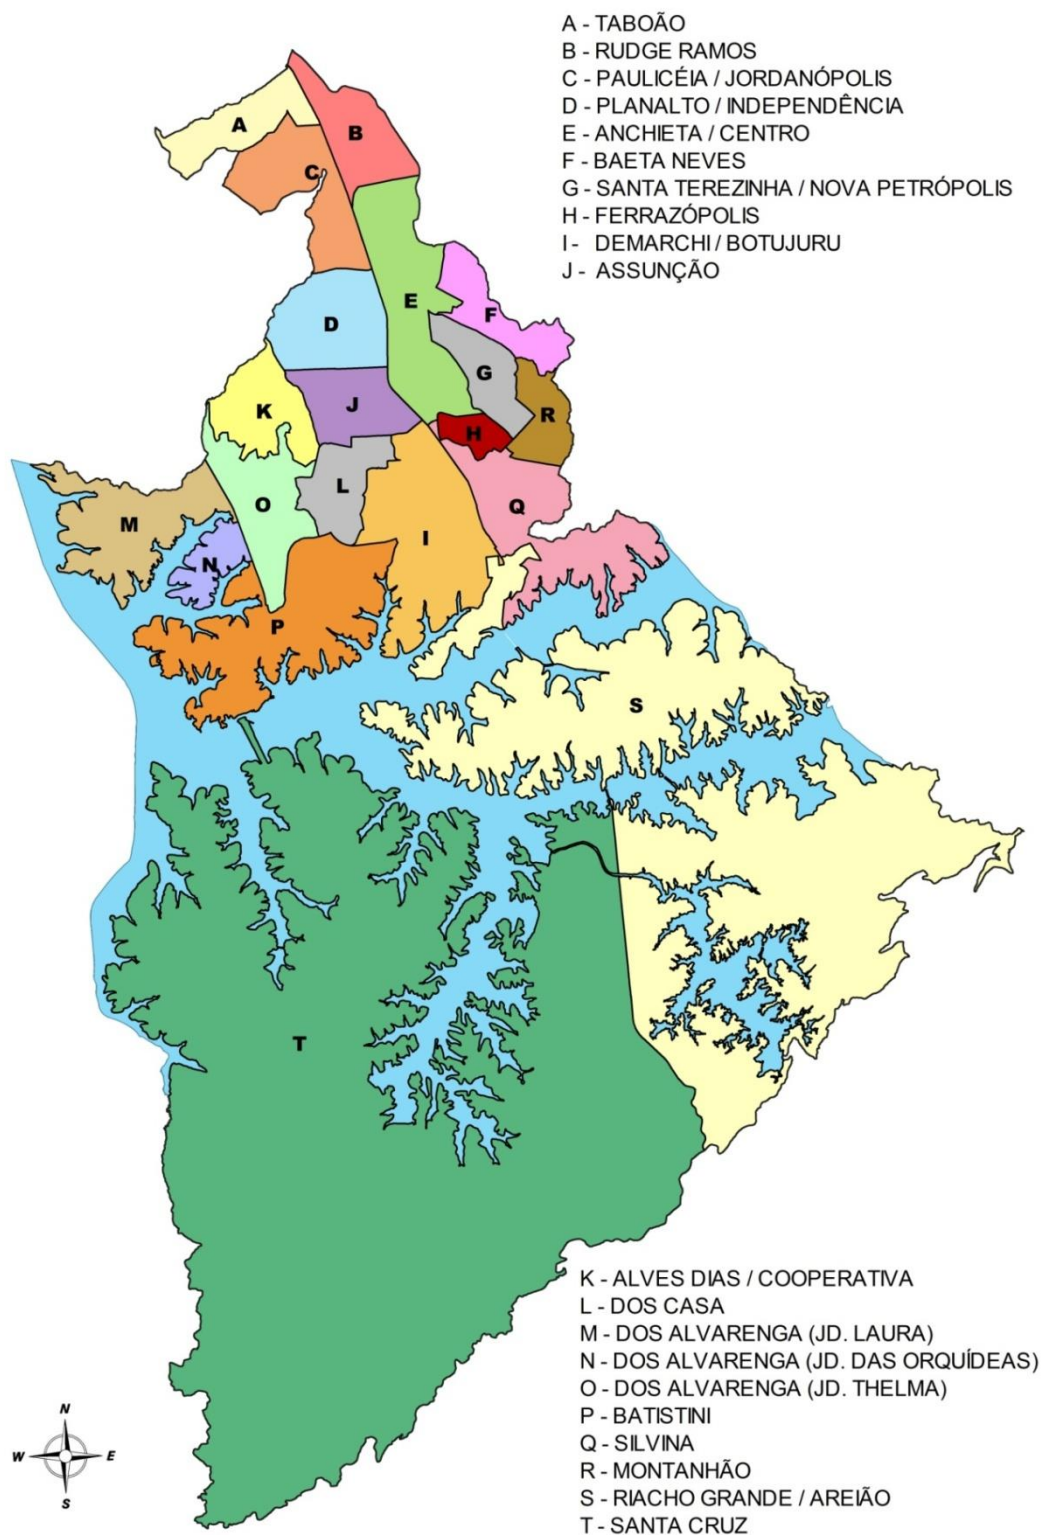 A - TABOÃO
B - RUDGE RAMOS
C - PAULICÉIA / JORDANÓPOLIS
D - PLANALTO / INDEPENDÊNCIA
E - ANCHIETA / CENTRO
F - BAETA NEVES
G - SANTA TEREZINHA / NOVA PETRÓPOLIS
H - FERRAZÓPOLIS
I - DEMARCHI / BOTUJURU
J - ASSUNÇÃO
A
B
C
E
D
F
G
K
J
R
H
L
O
Q
M
I
N
P
S
T
K - ALVES DIAS / COOPERATIVA
L - DOS CASA
M - DOS ALVARENGA (JD. LAURA)
N - DOS ALVARENGA (JD. DAS ORQUÍDEAS)
O - DOS ALVARENGA (JD. THELMA)
P - BATISTINI
Q - SILVINA
R - MONTANHÃO
S - RIACHO GRANDE / AREIÃO
T - SANTA CRUZ
N
W E
S